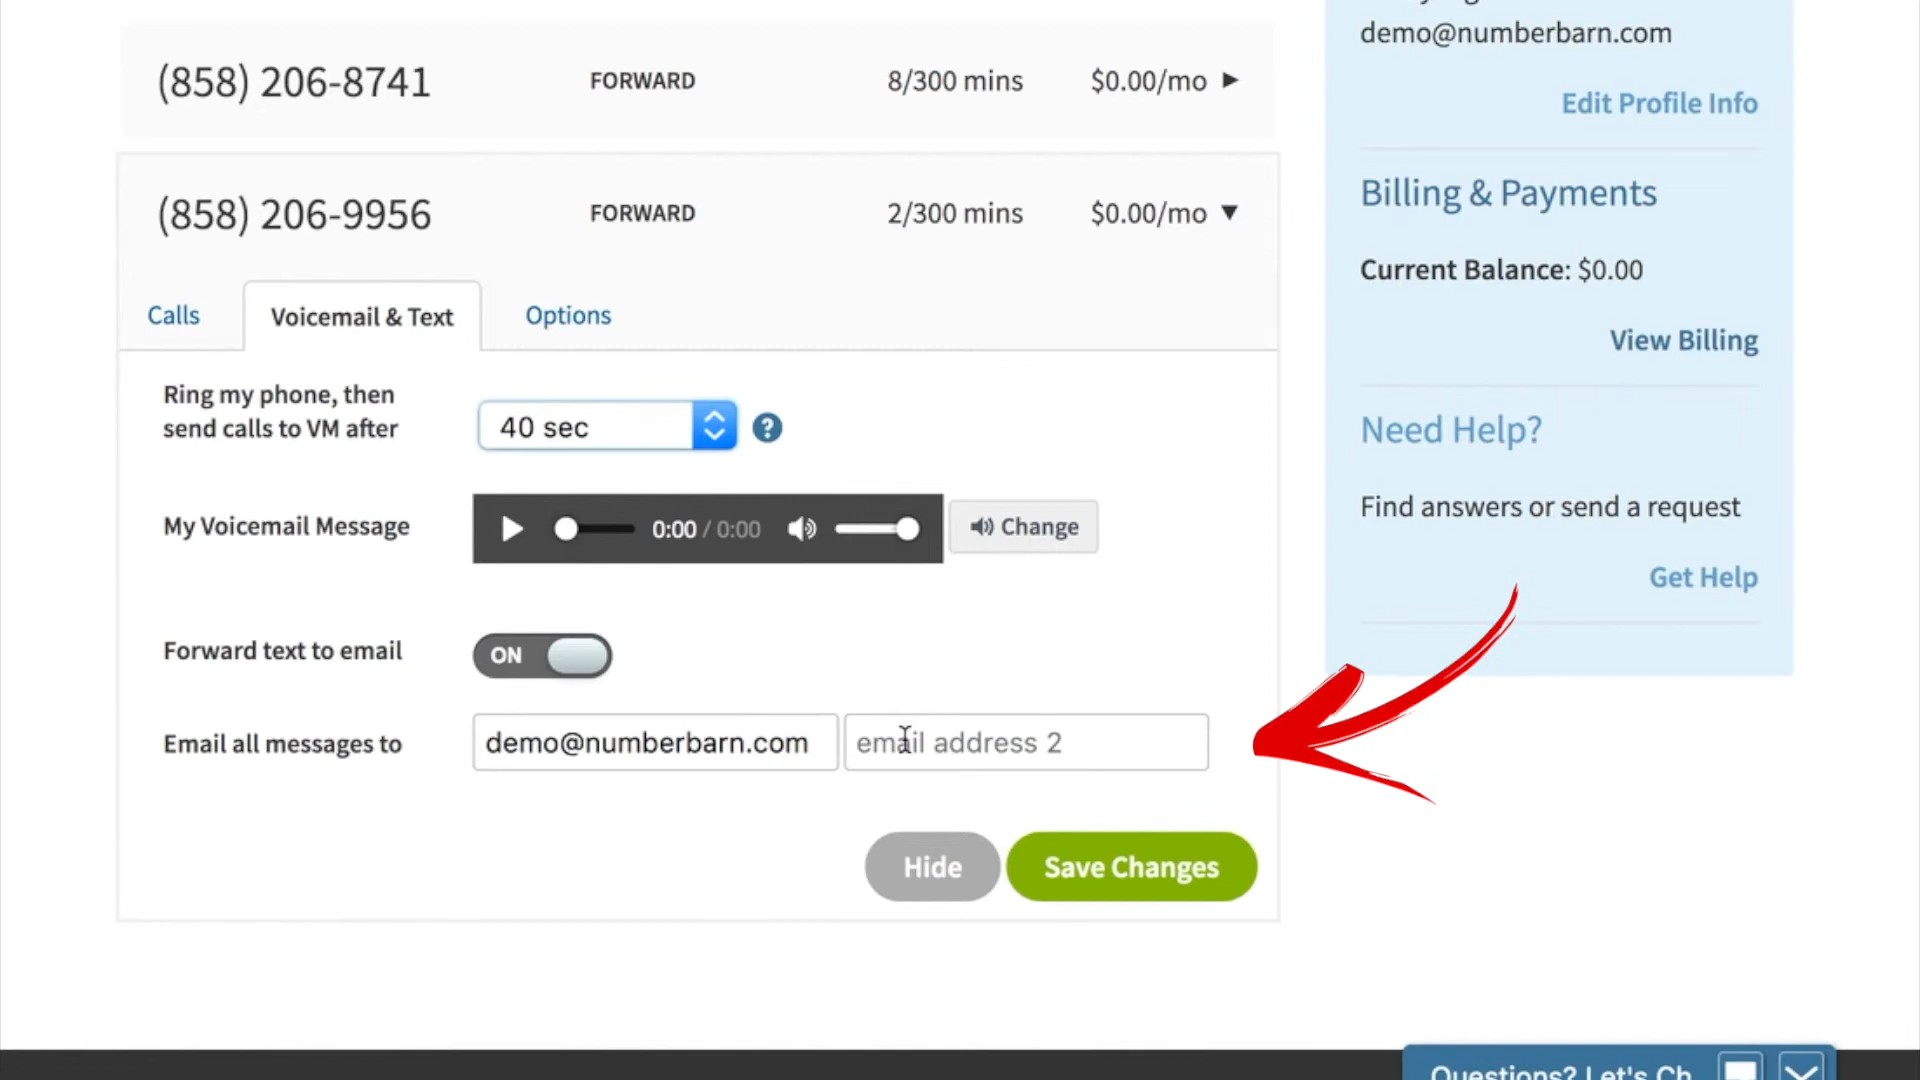 (858) 206-8741 FORWARD 8/300 mins $0.00/mo
(858) 206-9956 FORWARD 2/300 mins $0.00/mo
Calls Voicemail & Text Options
Ring my phone, then
send calls to VM after
40 sec ?
My Voicemail Message 0:00 / 0:00 Change
Forward text to email ON
Email all messages to demo@numberbarn.com email address 2
Hide Save Changes
demo@numberbarn.com
Edit Profile Info
Billing & Payments
Current Balance: $0.00
View Billing
Need Help?
Find answers or send a request
Get Help
Questions? Let's Ch